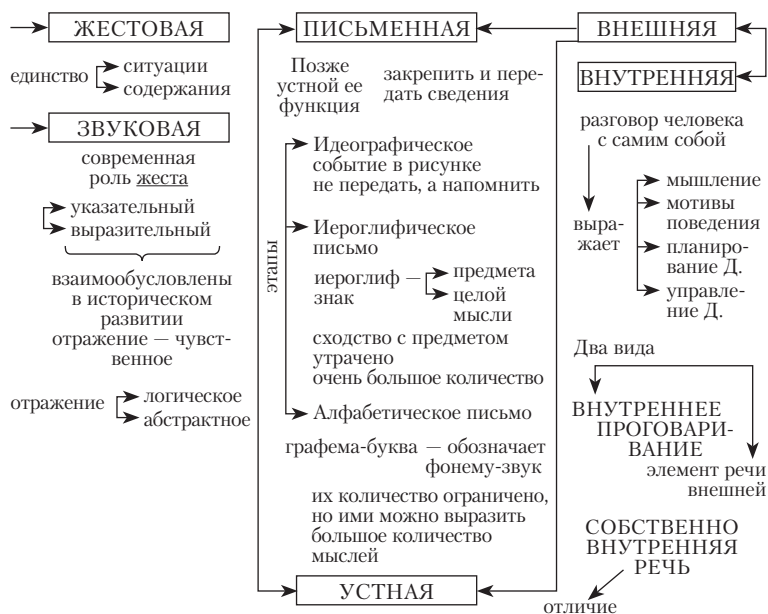 ЖЕСТОВАЯ
единство
ситуации
содержания
ЗВУКОВАЯ
современная
роль жеста
указательный
выразительный
взаимообусловлены
в историческом
развитии
отражение — чувст-
венное
отражение
логическое
абстрактное
ПИСЬМЕННАЯ
Позже
устной ее
функция
закрепить и пере-
дать сведения
этапы
Идеографическое
событие в рисунке
не передать, а напомнить
Иероглифическое
письмо
иероглиф —
знак
предмета
целой
мысли
сходство с предметом
утрачено
очень большое количество
Алфабетическое письмо
графема-буква — обозначает
фонему-звук
их количество ограничено,
но ими можно выразить
большое количество
мыслей
УСТНАЯ
ВНЕШНЯЯ
ВНУТРЕННЯЯ
разговор человека
с самим собой
выра-
жает
мышление
мотивы
поведения
планиро-
вание Д.
управле-
ние Д.
Два вида
ВНУТРЕННЕЕ
ПРОГОВАРИ-
ВАНИЕ
элемент речи
внешней
СОБСТВЕННО
ВНУТРЕННЯЯ
РЕЧЬ
отличие